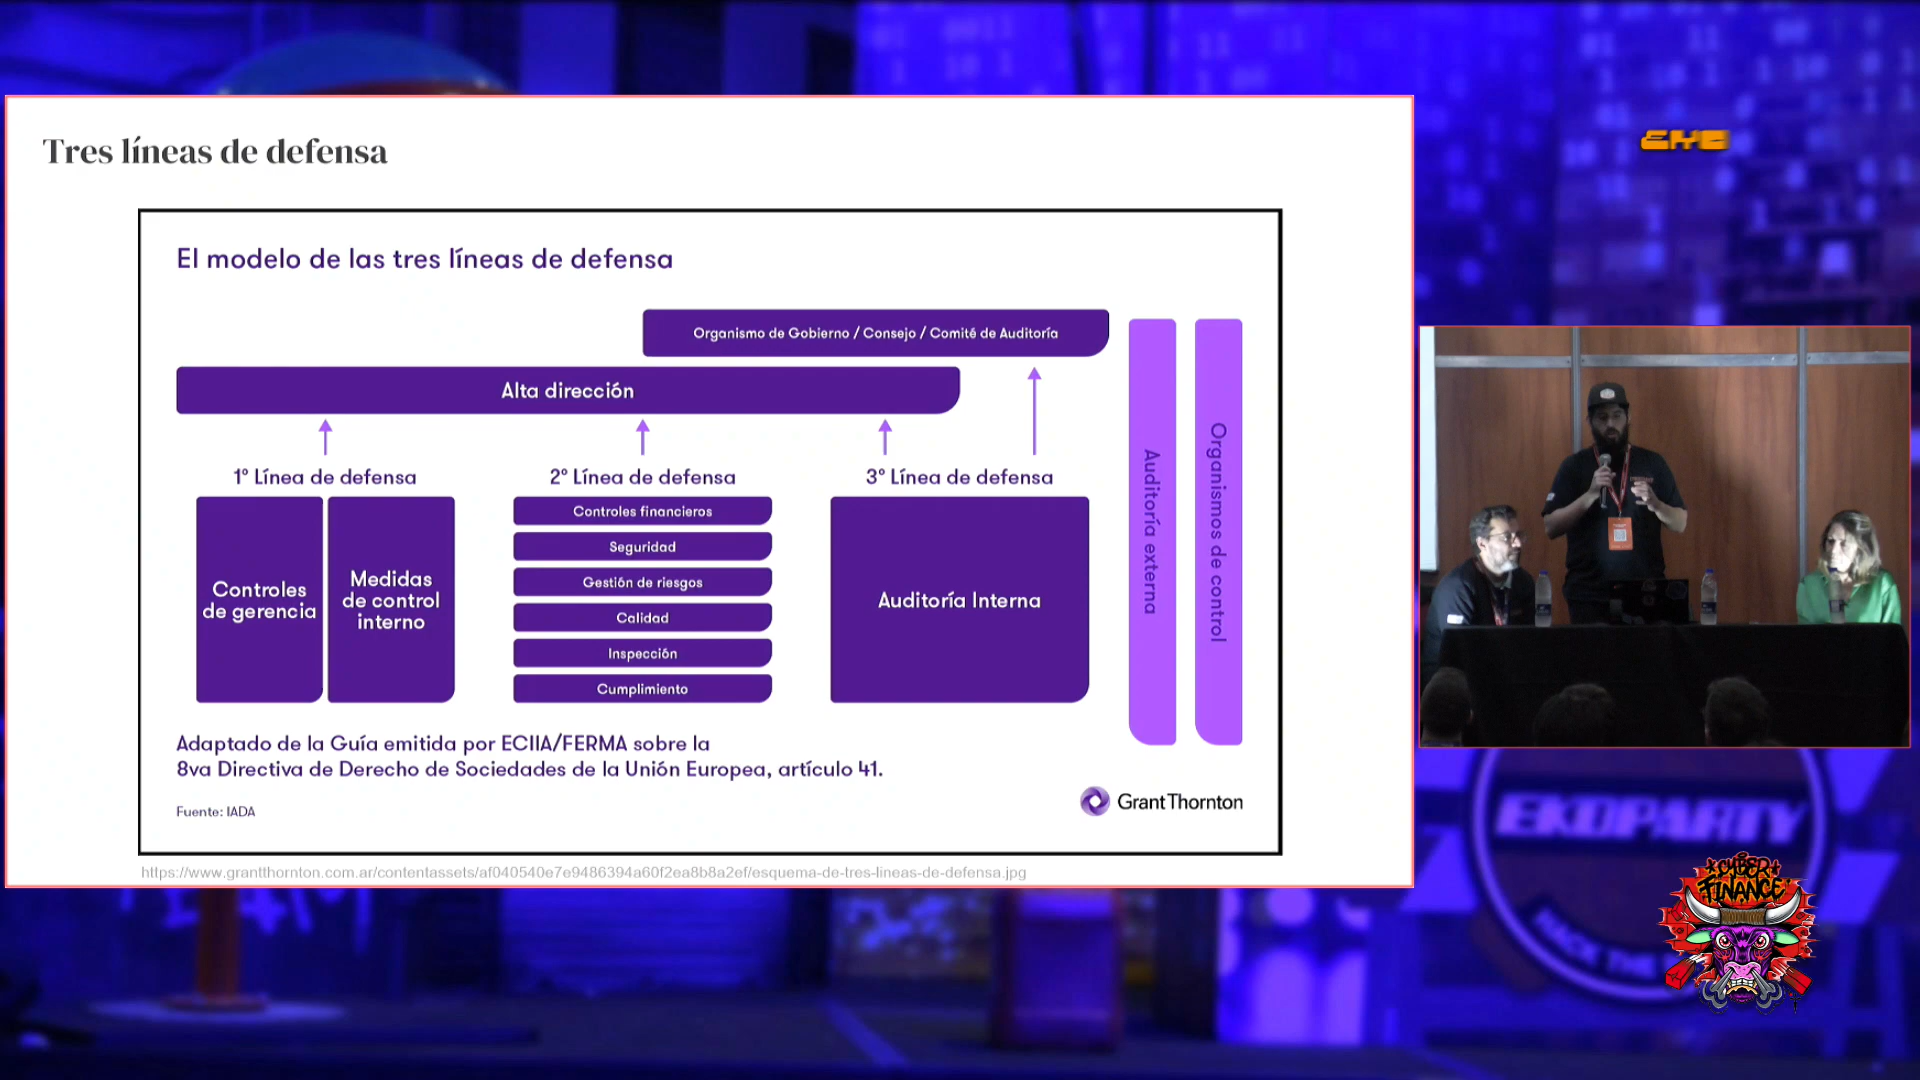 Tres líneas de defensa
El modelo de las tres líneas de defensa
Organismo de Gobierno / Consejo / Comité de Auditoría
Alta dirección
1° Línea de defensa
2° Línea de defensa
3° Línea de defensa
Controles
de gerencia
Medidas
de control
interno
Controles financieros
Seguridad
Gestión de riesgos
Calidad
Inspección
Cumplimiento
Auditoría Interna
Auditoría externa
Organismos de control
Adaptado de la Guía emitida por ECIIA/FERMA sobre la
8va Directiva de Derecho de Sociedades de la Unión Europea, artículo 41.
Fuente: IADA
Grant Thornton
https://www.grantthornton.com.ar/contentassets/af040540e7e9486394a60f2ea8b8a2ef/esquema-de-tres-lineas-de-defensa.jpg
EKOPARTY
HACK THE
CYBER
FINANCE